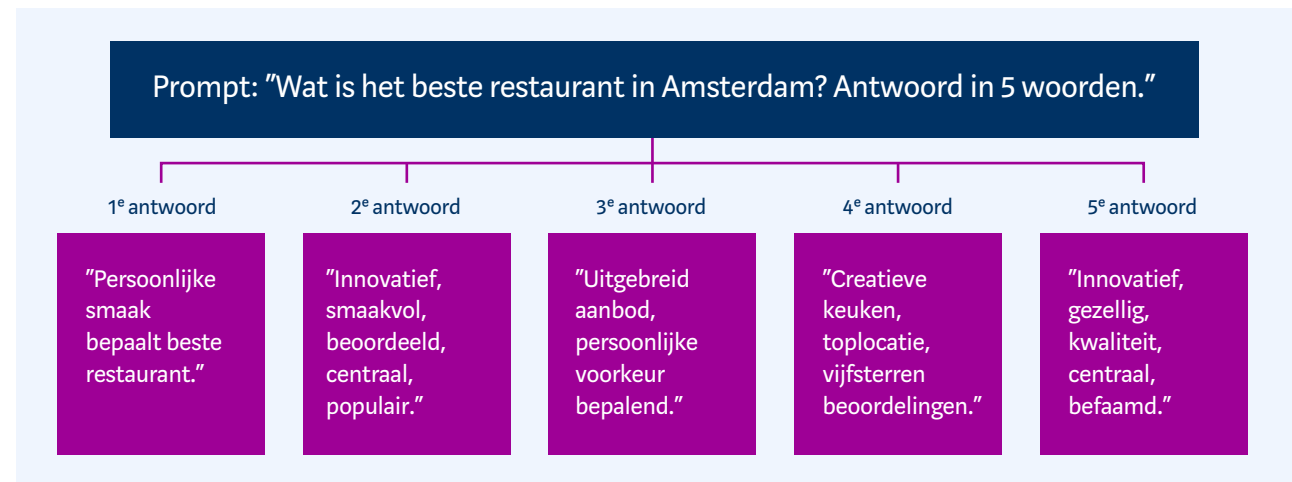 Prompt: "Wat is het beste restaurant in Amsterdam? Antwoord in 5 woorden."
1e antwoord
"Persoonlijke
smaak
bepaalt beste
restaurant."
2e antwoord
"Innovatief,
smaakvol,
beoordeeld,
centraal,
populair."
3e antwoord
"Uitgebreid
aanbod,
persoonlijke
voorkeur
bepalend."
4e antwoord
"Creatieve
keuken,
toplocatie,
vijfsterren
beoordelingen."
5e antwoord
"Innovatief,
gezellig,
kwaliteit,
centraal,
befaamd."